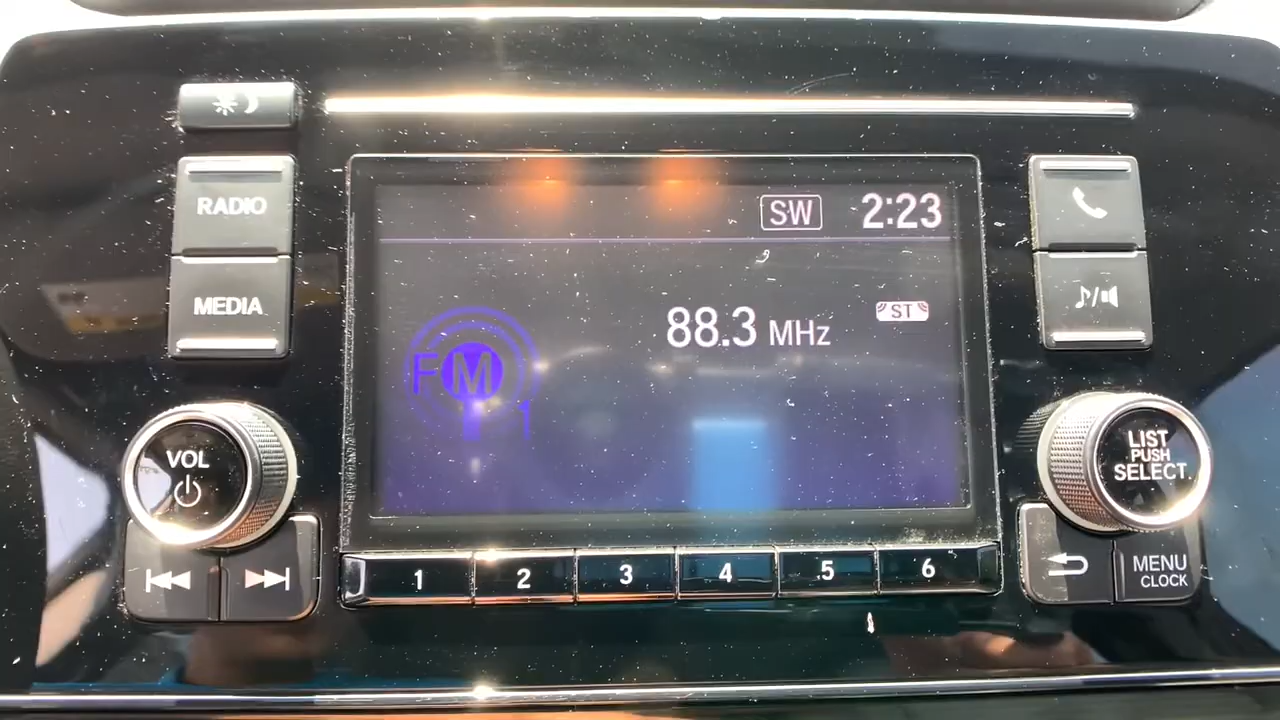 SW 2:23
RADIO
MEDIA
88.3 MHz
ST
FM
1
VOL
LIST
PUSH
SELECT
1 2 3 4 5 6
MENU
CLOCK